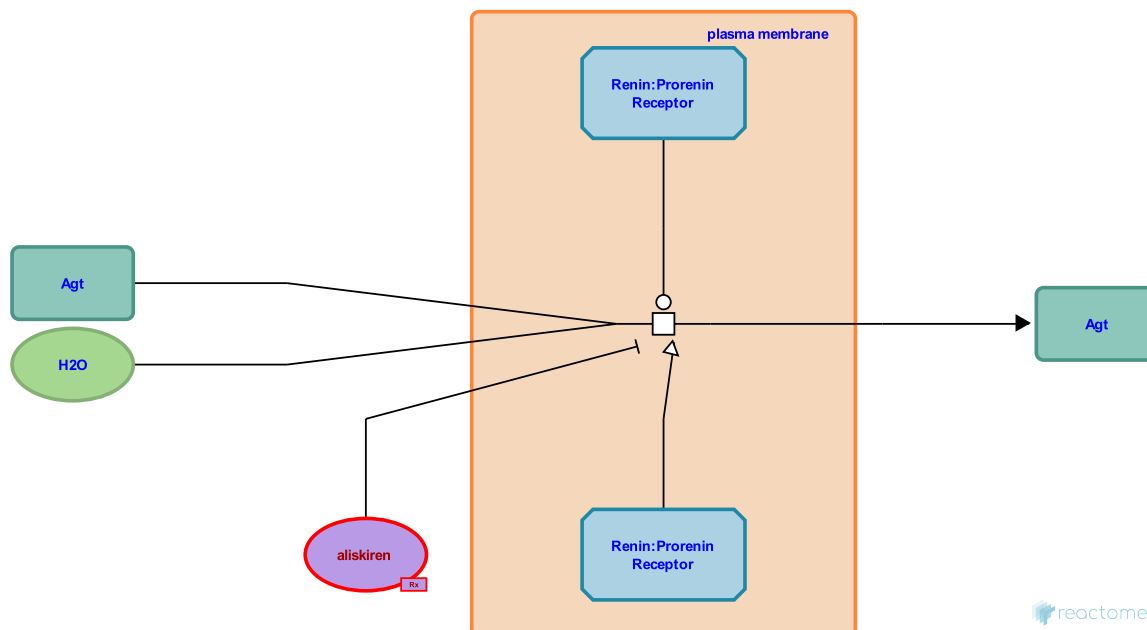 plasma membrane
Renin:Prorenin
Receptor
Agt
H2O
Agt
aliskiren
Rx
Renin:Prorenin
Receptor
reactome